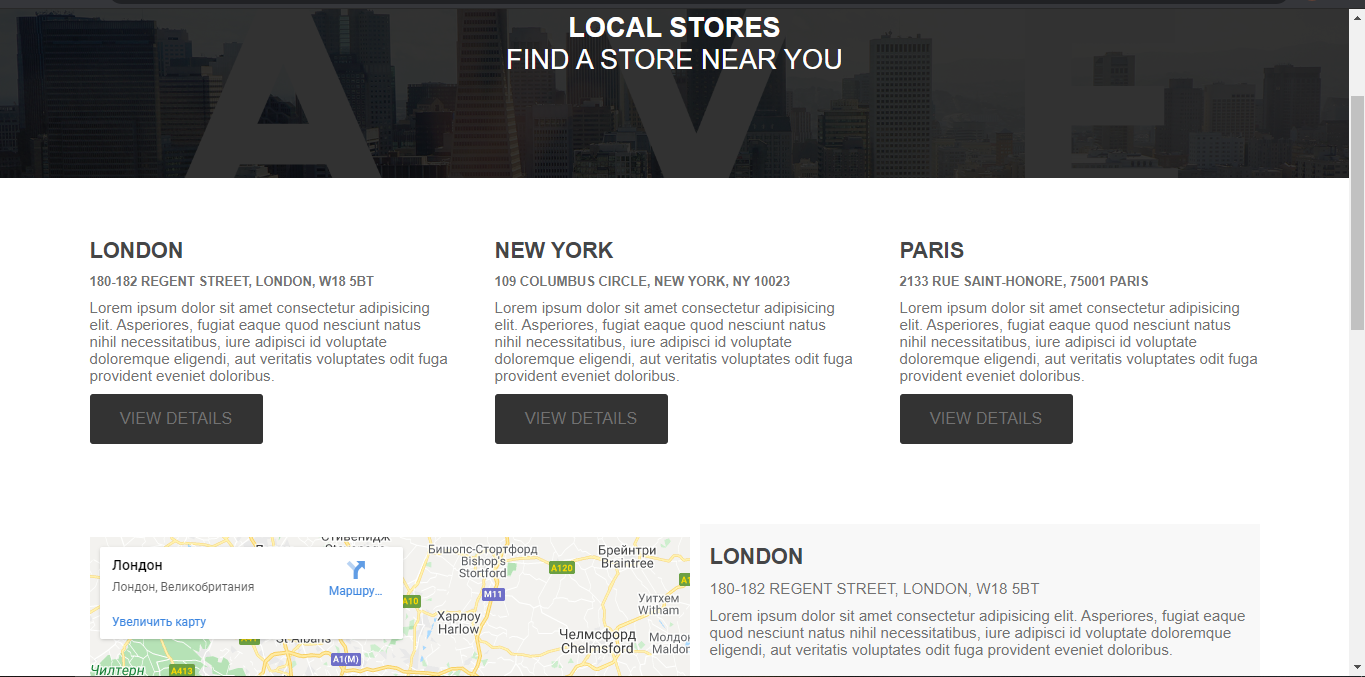 LOCAL STORES
FIND A STORE NEAR YOU
A V E
LONDON
180-182 REGENT STREET, LONDON, W18 5BT
Lorem ipsum dolor sit amet consectetur adipisicing
elit. Asperiores, fugiat eaque quod nesciunt natus
nihil necessitatibus, iure adipisci id voluptate
doloremque eligendi, aut veritatis voluptates odit fuga
provident eveniet doloribus.
VIEW DETAILS
NEW YORK
109 COLUMBUS CIRCLE, NEW YORK, NY 10023
Lorem ipsum dolor sit amet consectetur adipisicing
elit. Asperiores, fugiat eaque quod nesciunt natus
nihil necessitatibus, iure adipisci id voluptate
doloremque eligendi, aut veritatis voluptates odit fuga
provident eveniet doloribus.
VIEW DETAILS
PARIS
2133 RUE SAINT-HONORE, 75001 PARIS
Lorem ipsum dolor sit amet consectetur adipisicing
elit. Asperiores, fugiat eaque quod nesciunt natus
nihil necessitatibus, iure adipisci id voluptate
doloremque eligendi, aut veritatis voluptates odit fuga
provident eveniet doloribus.
VIEW DETAILS
Лондон
Лондон, Великобритания
Увеличить карту
Маршру...
Бишопс-Стортфорд
Bishop's
Stortford
Брейнтри
Braintree
A120
M11
A10
Уитхем
Witham
Харлоу
Harlow
Челмсфорд
Chelmsford
St Albans
A1(M)
Чилтерн
A413
LONDON
180-182 REGENT STREET, LONDON, W18 5BT
Lorem ipsum dolor sit amet consectetur adipisicing elit. Asperiores, fugiat eaque
quod nesciunt natus nihil necessitatibus, iure adipisci id voluptate doloremque
eligendi, aut veritatis voluptates odit fuga provident eveniet doloribus.